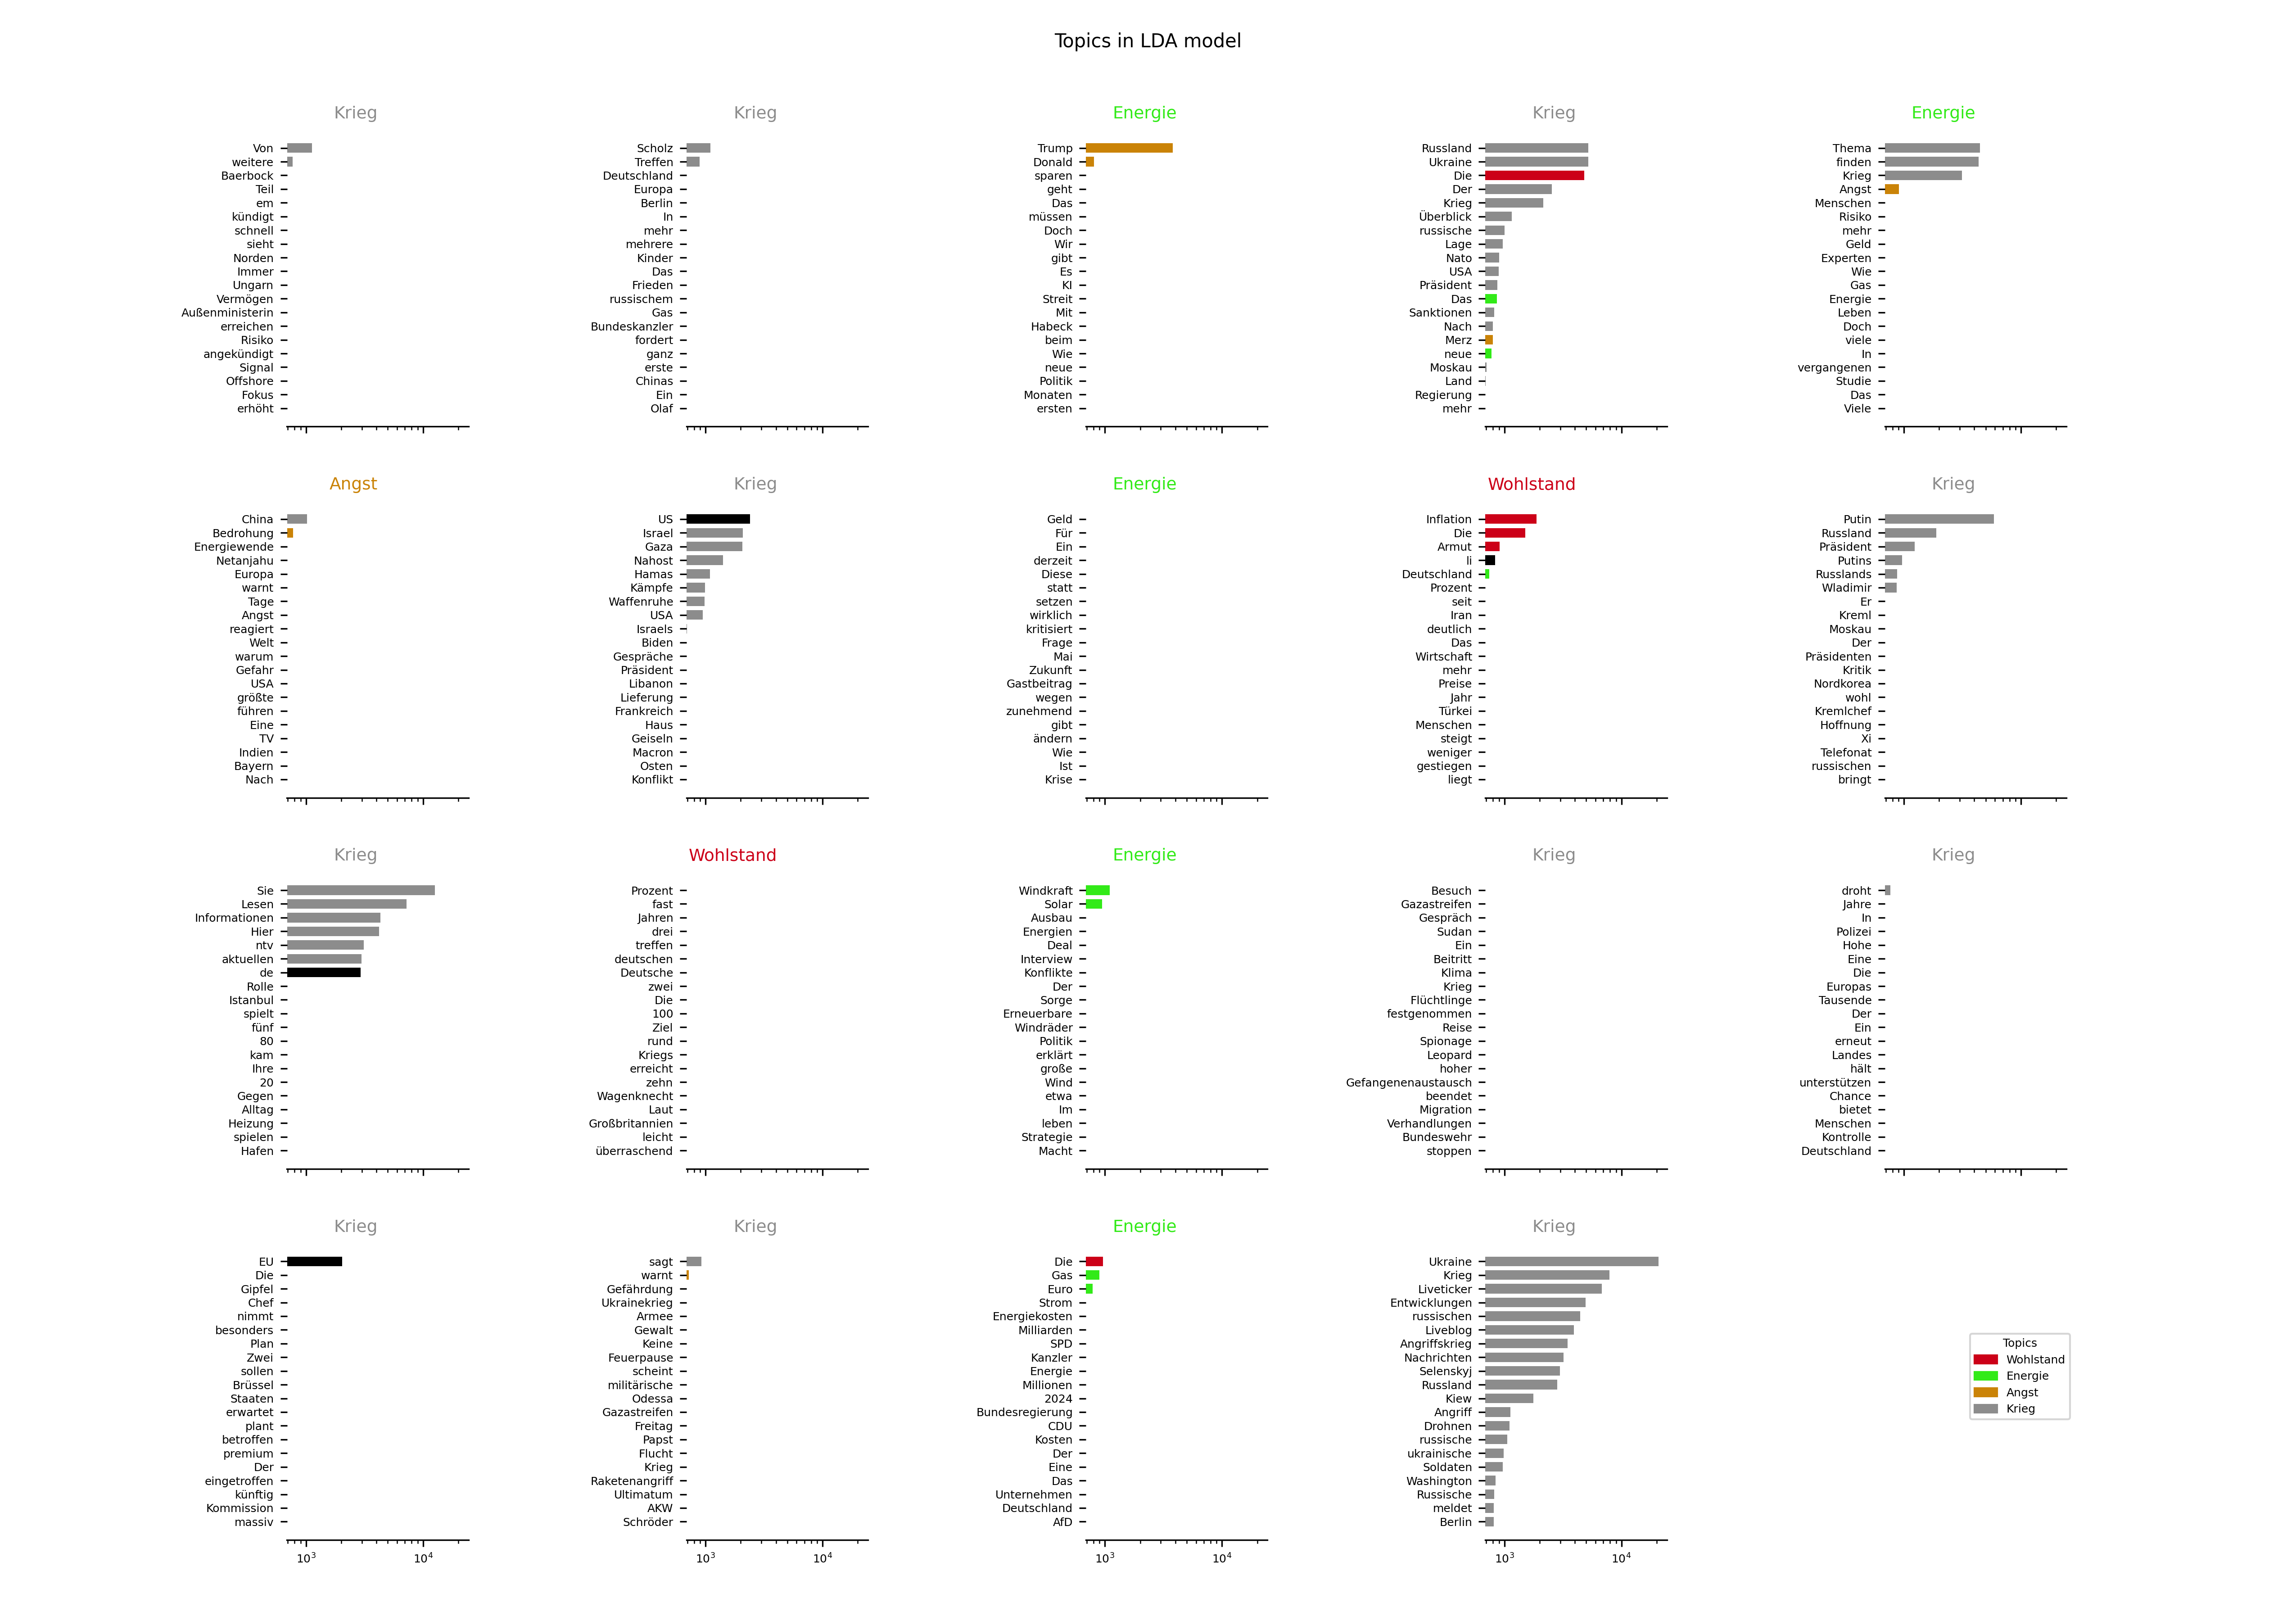 Topics in LDA model
Krieg
Von
weitere
Baerbock
Teil
em
kündigt
schnell
sieht
Norden
Immer
Ungarn
Vermögen
Außenministerin
erreichen
Risiko
angekündigt
Signal
Offshore
Fokus
erhöht
Krieg
Scholz
Treffen
Deutschland
Europa
Berlin
In
mehr
mehrere
Kinder
Das
Frieden
russischem
Gas
Bundeskanzler
fordert
ganz
erste
Chinas
Ein
Olaf
Energie
Trump
Donald
sparen
geht
Das
müssen
Doch
Wir
gibt
Es
KI
Streit
Mit
Habeck
beim
Wie
neue
Politik
Monaten
ersten
Krieg
Russland
Ukraine
Die
Der
Krieg
Überblick
russische
Lage
Nato
USA
Präsident
Das
Sanktionen
Nach
Merz
neue
Moskau
Land
Regierung
mehr
Energie
Thema
finden
Krieg
Angst
Menschen
Risiko
mehr
Geld
Experten
Wie
Gas
Energie
Leben
Doch
viele
In
vergangenen
Studie
Das
Viele
Angst
China
Bedrohung
Energiewende
Netanjahu
Europa
warnt
Tage
Angst
reagiert
Welt
warum
Gefahr
USA
größte
führen
Eine
TV
Indien
Bayern
Nach
Krieg
US
Israel
Gaza
Nahost
Hamas
Kämpfe
Waffenruhe
USA
Israels
Biden
Gespräche
Präsident
Libanon
Lieferung
Frankreich
Haus
Geiseln
Macron
Osten
Konflikt
Energie
Geld
Für
Ein
derzeit
Diese
statt
setzen
wirklich
kritisiert
Frage
Mai
Zukunft
Gastbeitrag
wegen
zunehmend
gibt
ändern
Wie
Ist
Krise
Wohlstand
Inflation
Die
Armut
li
Deutschland
Prozent
seit
Iran
deutlich
Das
Wirtschaft
mehr
Preise
Jahr
Türkei
Menschen
steigt
weniger
gestiegen
liegt
Krieg
Putin
Russland
Präsident
Putins
Russlands
Wladimir
Er
Kreml
Moskau
Der
Präsidenten
Kritik
Nordkorea
wohl
Kremlchef
Hoffnung
Xi
Telefonat
russischen
bringt
Krieg
Sie
Lesen
Informationen
Hier
ntv
aktuellen
de
Rolle
Istanbul
spielt
fünf
80
kam
Ihre
20
Gegen
Alltag
Heizung
spielen
Hafen
Wohlstand
Prozent
fast
Jahren
drei
treffen
deutschen
Deutsche
zwei
Die
100
Ziel
rund
Kriegs
erreicht
zehn
Wagenknecht
Laut
Großbritannien
leicht
überraschend
Energie
Windkraft
Solar
Ausbau
Energien
Deal
Interview
Konflikte
Der
Sorge
Erneuerbare
Windräder
Politik
erklärt
große
Wind
etwa
Im
leben
Strategie
Macht
Krieg
Besuch
Gazastreifen
Gespräch
Sudan
Ein
Beitritt
Klima
Krieg
Flüchtlinge
festgenommen
Reise
Spionage
Leopard
hoher
Gefangenenaustausch
beendet
Migration
Verhandlungen
Bundeswehr
stoppen
Krieg
droht
Jahre
In
Polizei
Hohe
Eine
Die
Europas
Tausende
Der
Ein
erneut
Landes
hält
unterstützen
Chance
bietet
Menschen
Kontrolle
Deutschland
Krieg
EU
Die
Gipfel
Chef
nimmt
besonders
Plan
Zwei
sollen
Brüssel
Staaten
erwartet
plant
betroffen
premium
Der
eingetroffen
künftig
Kommission
massiv
10³ 10⁴
Krieg
sagt
warnt
Gefährdung
Ukrainekrieg
Armee
Gewalt
Keine
Feuerpause
scheint
militärische
Odessa
Gazastreifen
Freitag
Papst
Flucht
Krieg
Raketenangriff
Ultimatum
AKW
Schröder
10³ 10⁴
Energie
Die
Gas
Euro
Strom
Energiekosten
Milliarden
SPD
Kanzler
Energie
Millionen
2024
Bundesregierung
CDU
Kosten
Der
Eine
Das
Unternehmen
Deutschland
AfD
10³ 10⁴
Krieg
Ukraine
Krieg
Liveticker
Entwicklungen
russischen
Liveblog
Angriffskrieg
Nachrichten
Selenskyj
Russland
Kiew
Angriff
Drohnen
russische
ukrainische
Soldaten
Washington
Russische
meldet
Berlin
10³ 10⁴
Topics
Wohlstand
Energie
Angst
Krieg